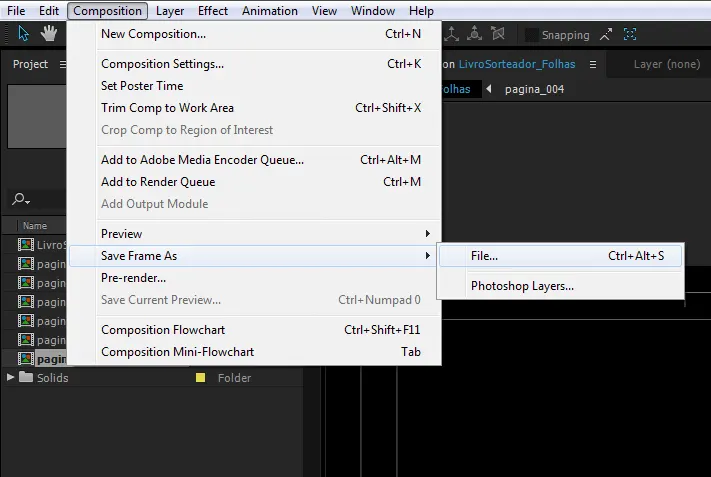 File Edit Composition Layer Effect Animation View Window Help
New Composition... Ctrl+N
Snapping
Project
Composition Settings... Ctrl+K
on LivroSorteador_Folhas
Layer (none)
Set Poster Time
olhas pagina_004
Trim Comp to Work Area Ctrl+Shift+X
Crop Comp to Region of Interest
Add to Adobe Media Encoder Queue... Ctrl+Alt+M
Add to Render Queue Ctrl+M
Add Output Module
Name
Preview
LivroS
Save Frame As
File... Ctrl+Alt+S
pagin
Pre-render...
Photoshop Layers...
pagin
Save Current Preview... Ctrl+Numpad 0
pagin
Composition Flowchart Ctrl+Shift+F11
pagin
Composition Mini-Flowchart Tab
pagin
Solids Folder